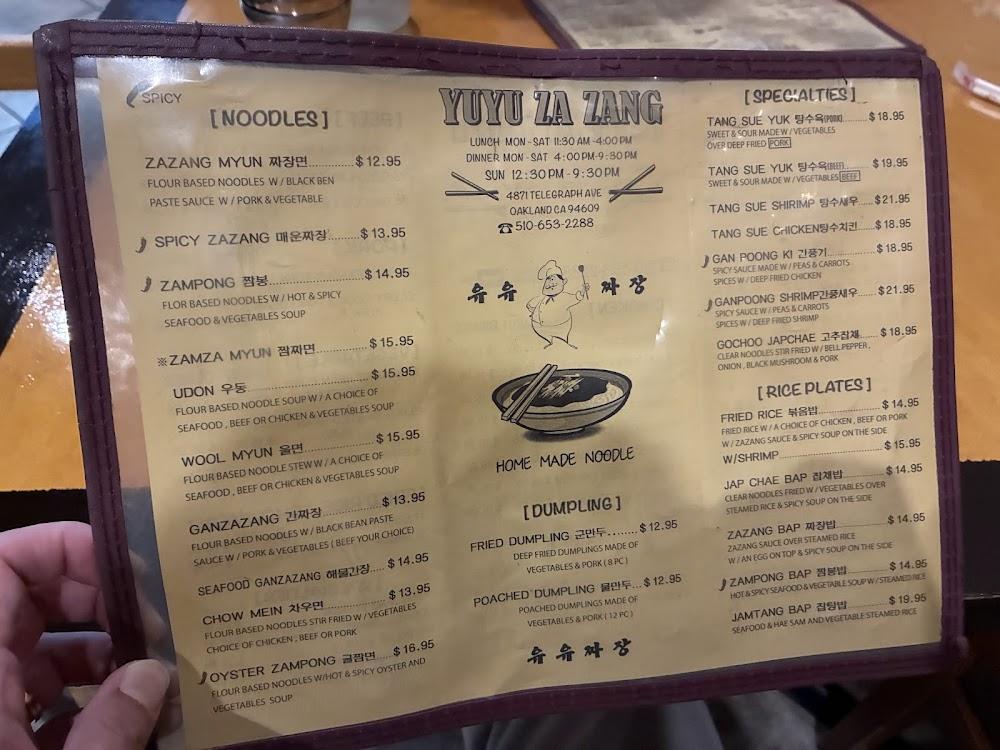 SPICY
[NOODLES]
ZAZANG MYUN 짜장면............$ 12.95
FLOUR BASED NOODLES W / BLACK BEN
PASTE SAUCE W / PORK & VEGETABLE
SPICY ZAZANG 매운짜장.........$ 13.95
ZAMPONG 짬봉.........................$ 14.95
FLOR BASED NOODLES W / HOT & SPICY
SEAFOOD & VEGETABLES SOUP
※ZAMZA MYUN 짬짜면............$ 15.95
UDON 우동..............................$ 15.95
FLOUR BASED NOODLE SOUP W / A CHOICE OF
SEAFOOD , BEEF OR CHICKEN & VEGETABLES SOUP
WOOL MYUN 울면..................$ 15.95
FLOUR BASED NOODLE STEW W / A CHOICE OF
SEAFOOD , BEEF OR CHICKEN & VEGETABLES SOUP
GANZAZANG 간짜장................$ 13.95
FLOUR BASED NOODLES W / BLACK BEAN PASTE
SAUCE W / PORK & VEGETABLES ( BEEF YOUR CHOICE)
SEAFOOD GANZAZANG 해물간장.....$ 14.95
CHOW MEIN 차우면................$ 13.95
FLOUR BASED NOODLES STIR FRIED W / VEGETABLES
CHOICE OF CHICKEN , BEEF OR PORK
OYSTER ZAMPONG 굴짬면.....$ 16.95
FLOUR BASED NOODLES W/HOT & SPICY OYSTER AND
VEGETABLES SOUP
YUYU ZA ZANG
LUNCH MON - SAT 11:30 AM - 4:00 PM
DINNER MON - SAT 4:00 PM - 9:30 PM
SUN 12:30 PM - 9:30 PM
4871 TELEGRAPH AVE
OAKLAND CA 94609
☎510-653-2288
유유 짜장
HOME MADE NOODLE
[DUMPLING]
FRIED DUMPLING 군만두........$ 12.95
DEEP FRIED DUMPLINGS MADE OF
VEGETABLES & PORK ( 8 PC )
POACHED DUMPLING 물만두...$ 12.95
POACHED DUMPLINGS MADE OF
VEGETABLES & PORK ( 12 PC )
유유짜장
[SPECIALTIES]
TANG SUE YUK 탕수육(PORK).......$ 18.95
SWEET & SOUR MADE W / VEGETABLES
OVER DEEP FRIED PORK
TANG SUE YUK 탕수육(BEEF).......$ 19.95
SWEET & SOUR MADE W / VEGETABLES BEEF
TANG SUE SHIRIMP 탕수새우.....$21.95
TANG SUE CHICKEN탕수치킨.....$18.95
GAN POONG KI 간풍기............$ 18.95
SPICY SAUCE MADE W / PEAS & CARROTS
SPICES W / DEEP FRIED CHICKEN
GANPOONG SHRIMP간풍새우.....$ 21.95
SPICY SAUCE W / PEAS & CARROTS
SPICES W / DEEP FRIED SHRIMP
GOCHOO JAPCHAE 고추잡채......$ 18.95
CLEAR NOODLES STIR FRIED W / BELL PEPPER ,
ONION , BLACK MUSHROOM & PORK
[RICE PLATES]
FRIED RICE 볶음밥................$ 14.95
FRIED RICE W / A CHOICE OF CHICKEN , BEEF OR PORK
W / ZAZANG SAUCE & SPICY SOUP ON THE SIDE
W/SHRIMP...........................$ 15.95
JAP CHAE BAP 잡채밥...........$ 14.95
CLEAR NOODLES FRIED W / VEGETABLES OVER
STEAMED RICE & SPICY SOUP ON THE SIDE
ZAZANG BAP 짜장밥..............$ 14.95
ZAZANG SAUCE OVER STEAMED RICE
W / AN EGG ON TOP & SPICY SOUP ON THE SIDE
ZAMPONG BAP 짬봉밥...........$ 14.95
HOT & SPICY SEAFOOD & VEGETABLE SOUP W / STEAMED RICE
JAMTANG BAP 잡탕밥............$ 19.95
SEAFOOD & HAE SAM AND VEGETABLE STEAMED RICE